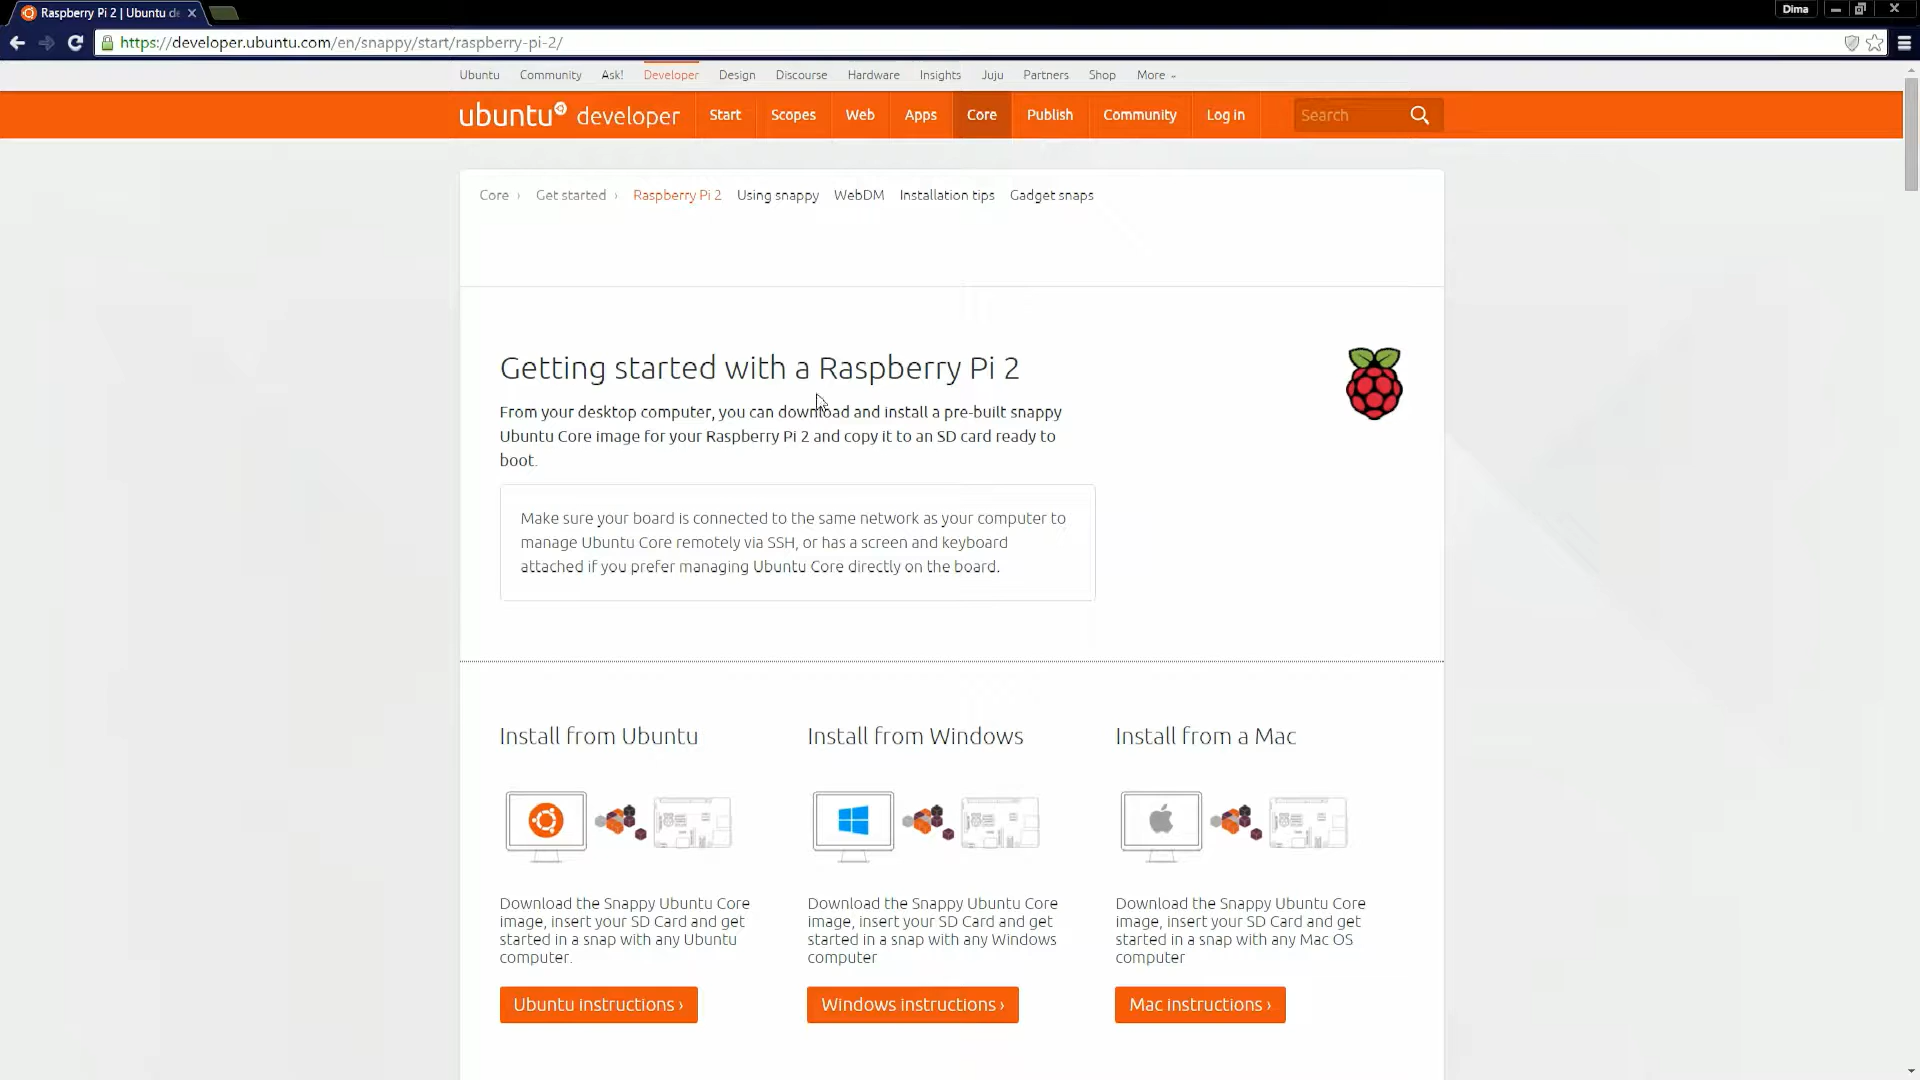 Raspberry Pi 2 | Ubuntu de
Dima
https://developer.ubuntu.com/en/snappy/start/raspberry-pi-2/
Ubuntu Community Ask! Developer Design Discourse Hardware Insights Juju Partners Shop More
ubuntu developer Start Scopes Web Apps Core Publish Community Log in Search
Core › Get started › Raspberry Pi 2 Using snappy WebDM Installation tips Gadget snaps
Getting started with a Raspberry Pi 2
From your desktop computer, you can download and install a pre-built snappy
Ubuntu Core image for your Raspberry Pi 2 and copy it to an SD card ready to
boot.
Make sure your board is connected to the same network as your computer to
manage Ubuntu Core remotely via SSH, or has a screen and keyboard
attached if you prefer managing Ubuntu Core directly on the board.
Install from Ubuntu
Download the Snappy Ubuntu Core
image, insert your SD Card and get
started in a snap with any Ubuntu
computer.
Ubuntu instructions ›
Install from Windows
Download the Snappy Ubuntu Core
image, insert your SD Card and get
started in a snap with any Windows
computer
Windows instructions ›
Install from a Mac
Download the Snappy Ubuntu Core
image, insert your SD Card and get
started in a snap with any Mac OS
computer
Mac instructions ›